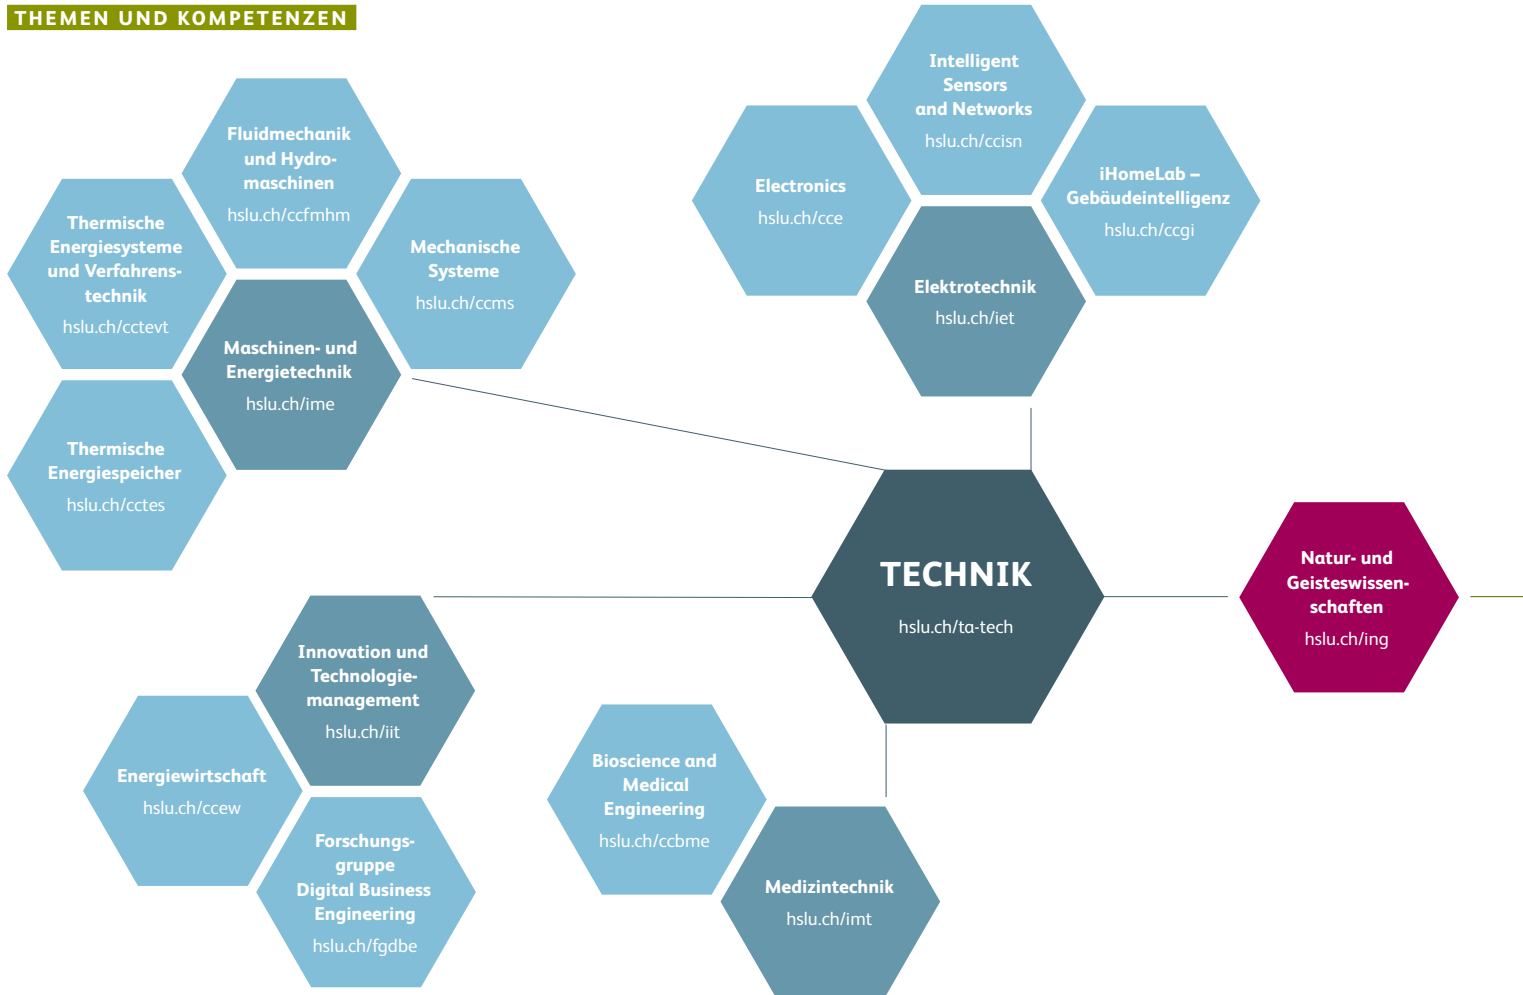 THEMEN UND KOMPETENZEN
Fluidmechanik
und Hydro-
maschinen
hslu.ch/ccfmhm
Thermische
Energiesysteme
und Verfahrens-
technik
hslu.ch/cctevt
Mechanische
Systeme
hslu.ch/ccms
Maschinen- und
Energietechnik
hslu.ch/ime
Thermische
Energiespeicher
hslu.ch/cctes
Intelligent
Sensors
and Networks
hslu.ch/ccisn
Electronics
hslu.ch/cce
iHomeLab –
Gebäudeintelligenz
hslu.ch/ccgi
Elektrotechnik
hslu.ch/iet
TECHNIK
hslu.ch/ta-tech
Natur- und
Geisteswissen-
schaften
hslu.ch/ing
Innovation und
Technologie-
management
hslu.ch/iit
Energiewirtschaft
hslu.ch/ccew
Forschungs-
gruppe
Digital Business
Engineering
hslu.ch/fgdbe
Bioscience and
Medical
Engineering
hslu.ch/ccbme
Medizintechnik
hslu.ch/imt